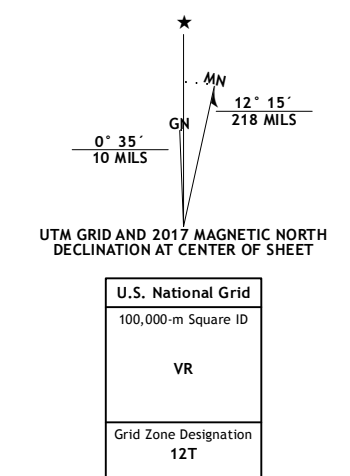 ★
MN
GN
12° 15´
218 MILS
0° 35´
10 MILS
UTM GRID AND 2017 MAGNETIC NORTH
DECLINATION AT CENTER OF SHEET
U.S. National Grid
100,000-m Square ID
VR
Grid Zone Designation
12T